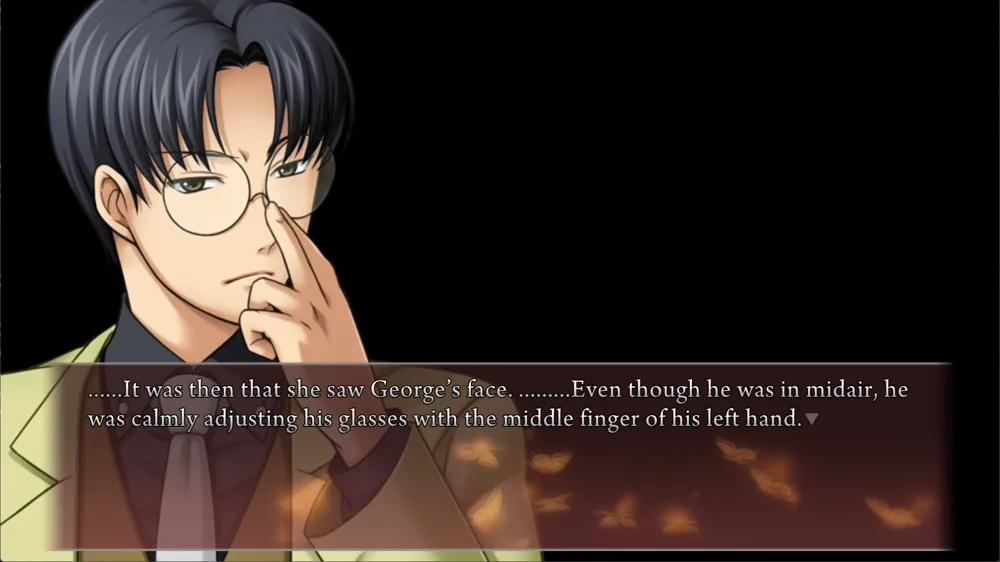 ......It was then that she saw George's face. .........Even though he was in midair, he
was calmly adjusting his glasses with the middle finger of his left hand.